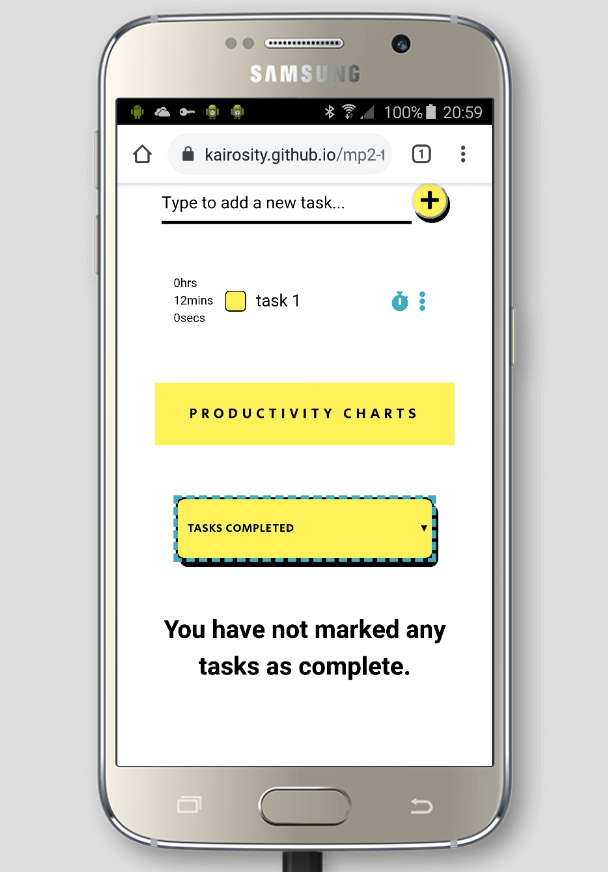 SAMSUNG
100% 20:59
kairosity.github.io/mp2-t
1
Type to add a new task...
0hrs
12mins
0secs
task 1
PRODUCTIVITY CHARTS
TASKS COMPLETED
You have not marked any
tasks as complete.